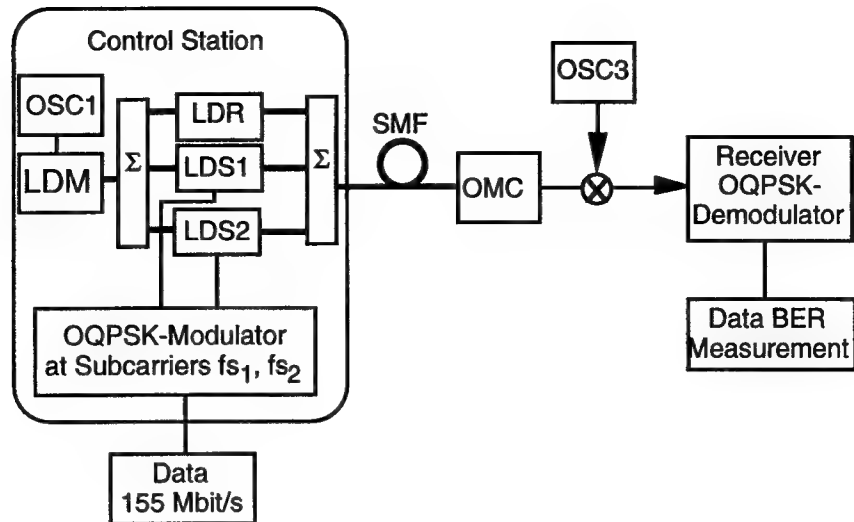 Control Station
OSC1
LDM
Σ
LDR
LDS1
LDS2
Σ
OQPSK-Modulator
at Subcarriers fs1, fs2
Data
155 Mbit/s
SMF
OMC
OSC3
Receiver
OQPSK-
Demodulator
Data BER
Measurement